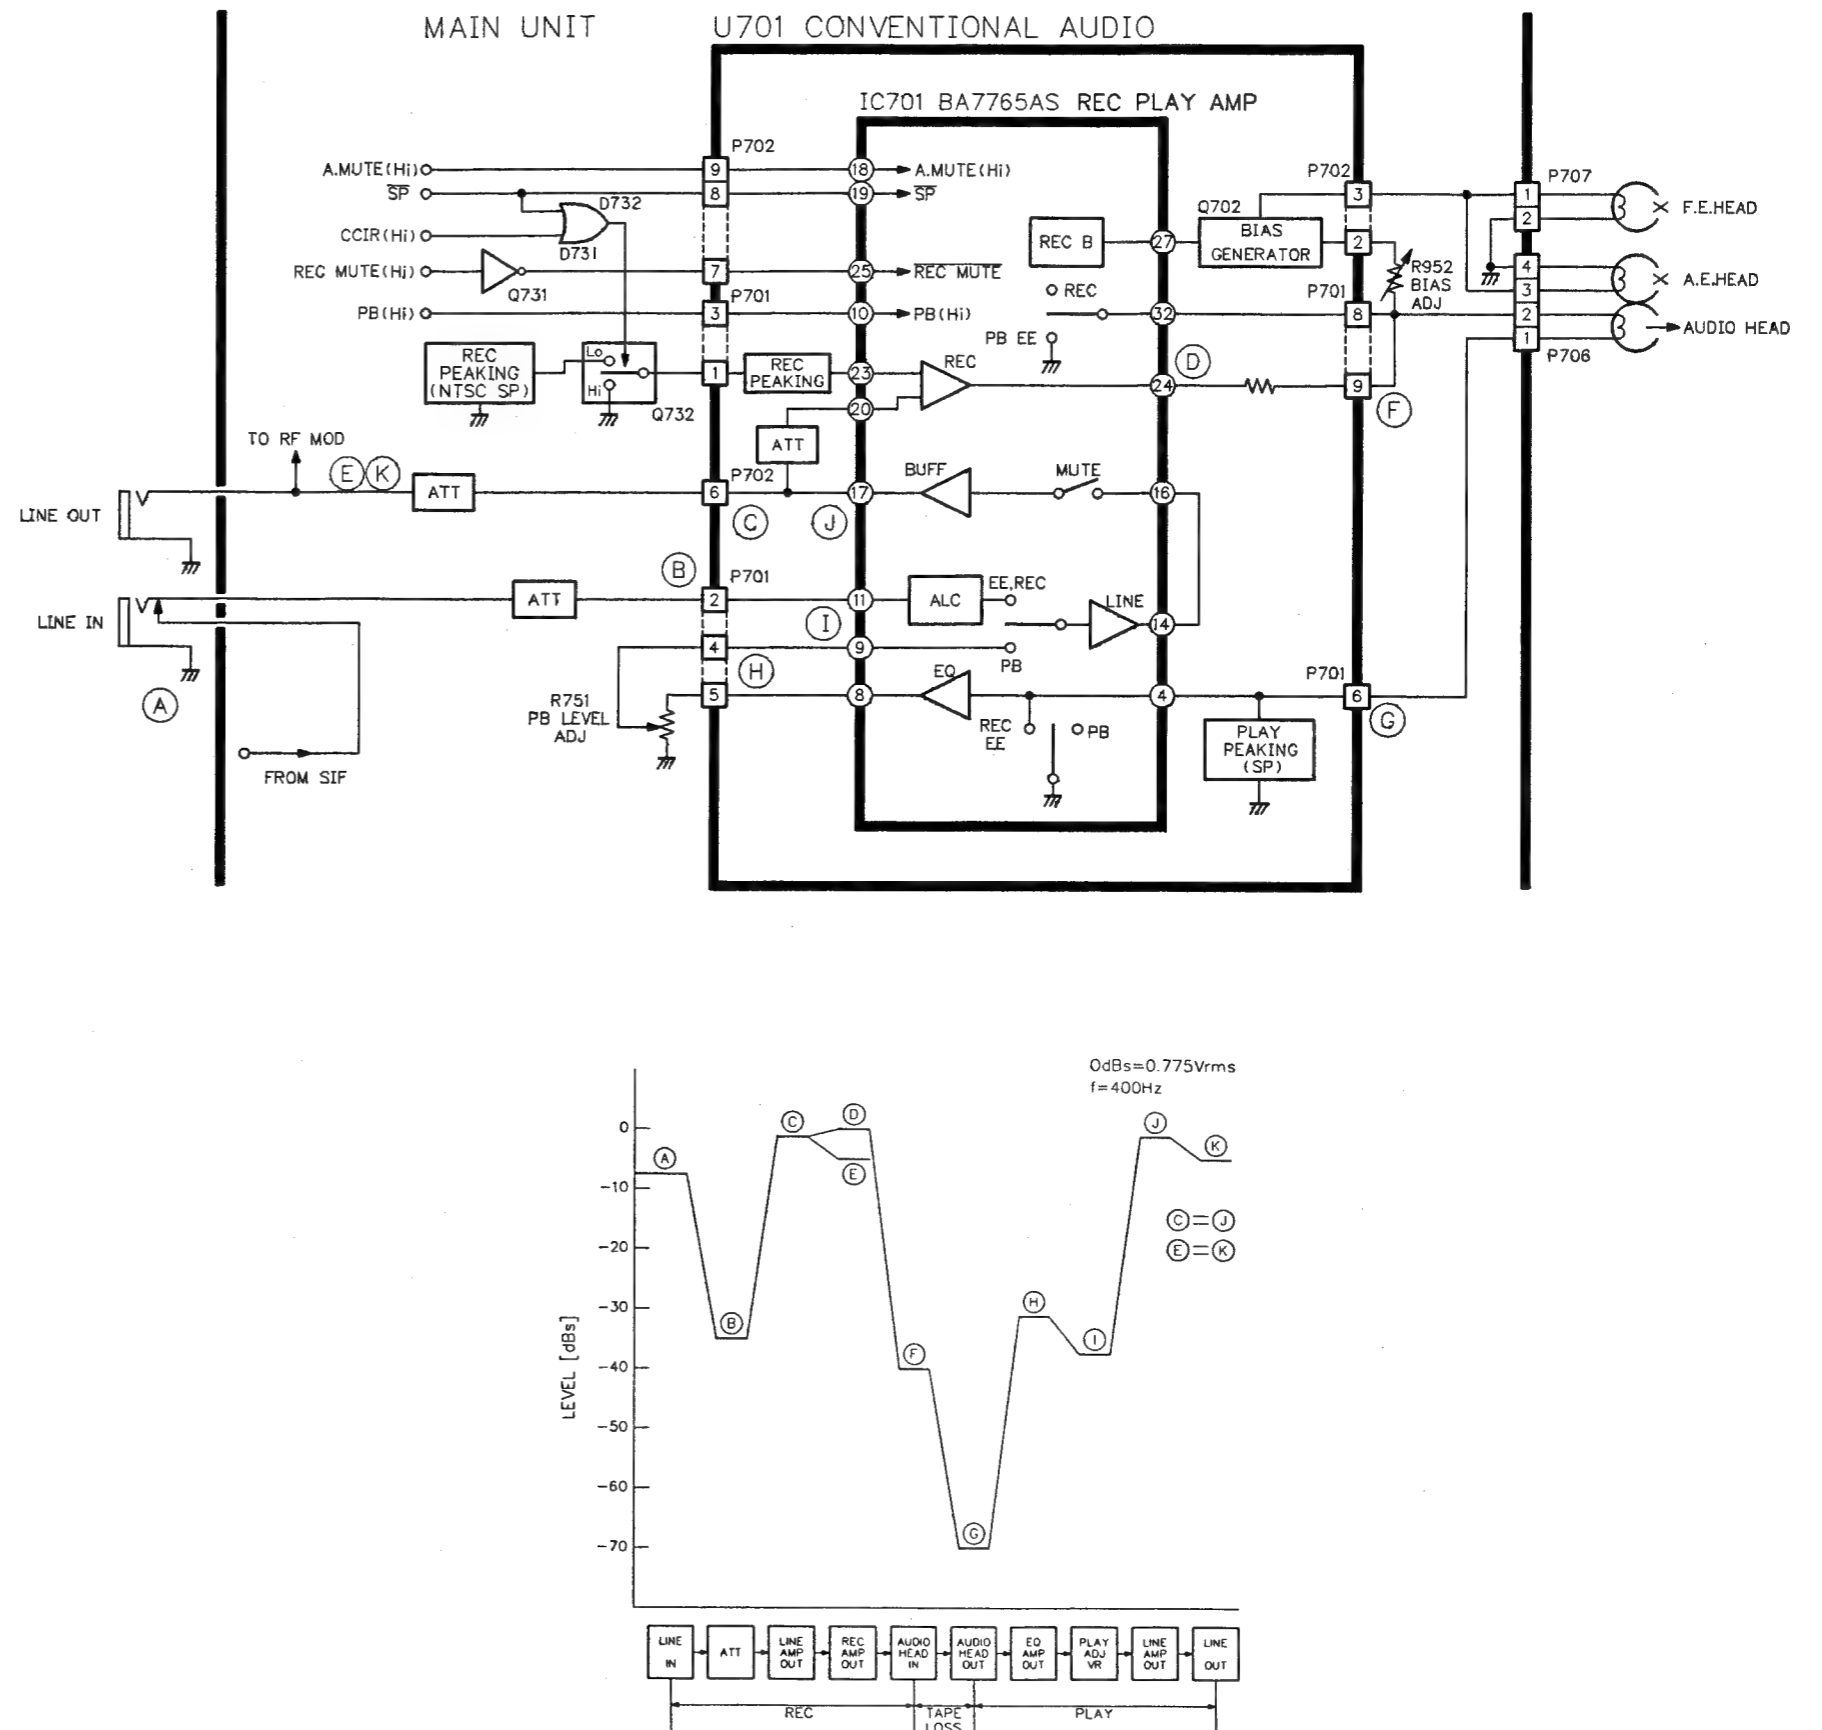 MAIN UNIT
U701 CONVENTIONAL AUDIO
IC701 BA7765AS REC PLAY AMP
P702
A.MUTE(Hi)
9
18
A.MUTE(Hi)
SP
8
19
SP
D732
CCIR(Hi)
D731
REC MUTE(Hi)
Q731
7
25
REC MUTE
P701
PB(Hi)
3
10
PB(Hi)
REC
PEAKING
(NTSC SP)
Lo
Hi
Q732
1
REC
PEAKING
23
REC
20
ATT
24
D
9
F
REC B
27
Q702
BIAS
GENERATOR
P702
3
2
R952
BIAS
ADJ
REC
PB EE
32
P701
8
P707
1
2
F.E.HEAD
4
3
A.E.HEAD
2
1
AUDIO HEAD
P706
TO RF MOD
E
K
ATT
P702
6
C
J
17
BUFF
MUTE
16
LINE OUT
B
P701
LINE IN
ATT
2
11
ALC
EE,REC
LINE
14
I
4
9
PB
H
A
R751
PB LEVEL
ADJ
5
8
EQ
4
P701
6
G
REC
EE
PB
PLAY
PEAKING
(SP)
FROM SIF
0dBs=0.775Vrms
f=400Hz
LEVEL [dBs]
0
-10
-20
-30
-40
-50
-60
-70
A
B
C
D
E
F
G
H
I
J
K
C=J
E=K
LINE
IN
ATT
LINE
AMP
OUT
REC
AMP
OUT
AUDIO
HEAD
IN
AUDIO
HEAD
OUT
EQ
AMP
OUT
PLAY
ADJ
VR
LINE
AMP
OUT
LINE
OUT
REC
TAPE
LOSS
PLAY